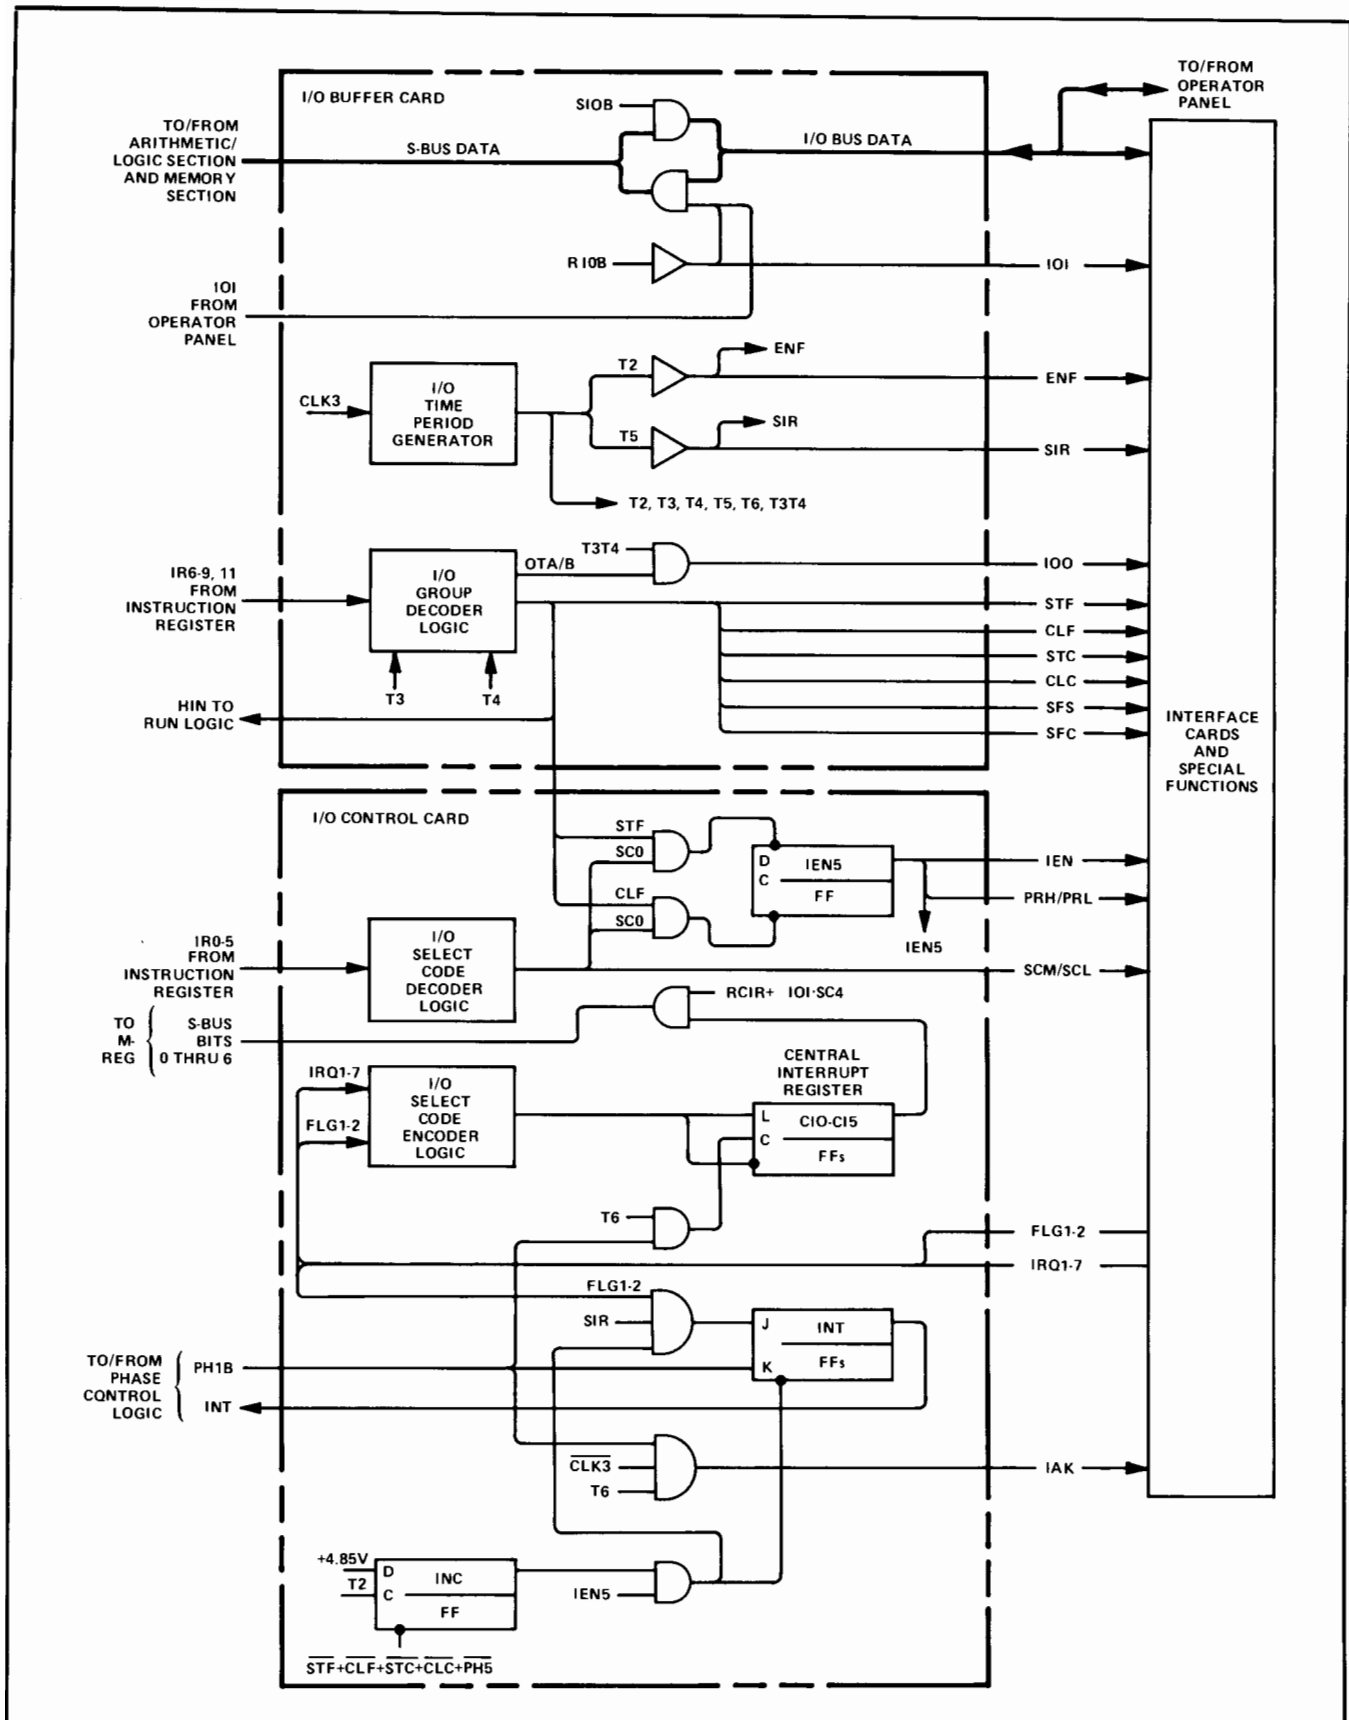 I/O BUFFER CARD
SIOB
TO/FROM
OPERATOR
PANEL
TO/FROM
ARITHMETIC/
LOGIC SECTION
AND MEMORY
SECTION
S-BUS DATA
I/O BUS DATA
RIOB
IOI
IOI
FROM
OPERATOR
PANEL
CLK3
I/O
TIME
PERIOD
GENERATOR
T2
ENF
ENF
T5
SIR
SIR
T2, T3, T4, T5, T6, T3T4
IR6-9, 11
FROM
INSTRUCTION
REGISTER
I/O
GROUP
DECODER
LOGIC
T3
T4
OTA/B
T3T4
IOO
STF
CLF
STC
CLC
SFS
SFC
HIN TO
RUN LOGIC
INTERFACE
CARDS
AND
SPECIAL
FUNCTIONS
I/O CONTROL CARD
STF
SC0
CLF
SC0
D
C
IEN5
FF
IEN
PRH/PRL
IEN5
IR0-5
FROM
INSTRUCTION
REGISTER
I/O
SELECT
CODE
DECODER
LOGIC
SCM/SCL
RCIR+ IOI·SC4
TO
M-
REG
S-BUS
BITS
0 THRU 6
IRQ1-7
FLG1-2
I/O
SELECT
CODE
ENCODER
LOGIC
CENTRAL
INTERRUPT
REGISTER
L
C
CI0-CI5
FFs
T6
FLG1-2
IRQ1-7
FLG1-2
SIR
J
K
INT
FFs
TO/FROM
PHASE
CONTROL
LOGIC
PH1B
INT
C̅L̅K̅3̅
T6
IAK
+4.85V
T2
D
C
INC
FF
IEN5
S̅T̅F̅+C̅L̅F̅+S̅T̅C̅+C̅L̅C̅+P̅H̅5̅